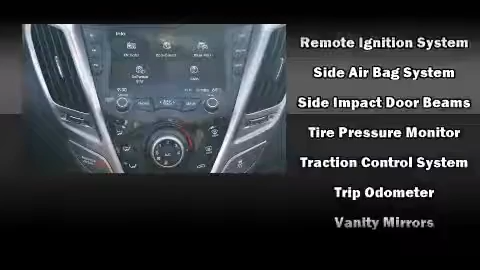 Info
Remote Ignition System
Side Air Bag System
Side Impact Door Beams
Tire Pressure Monitor
Traction Control System
Trip Odometer
Vanity Mirrors